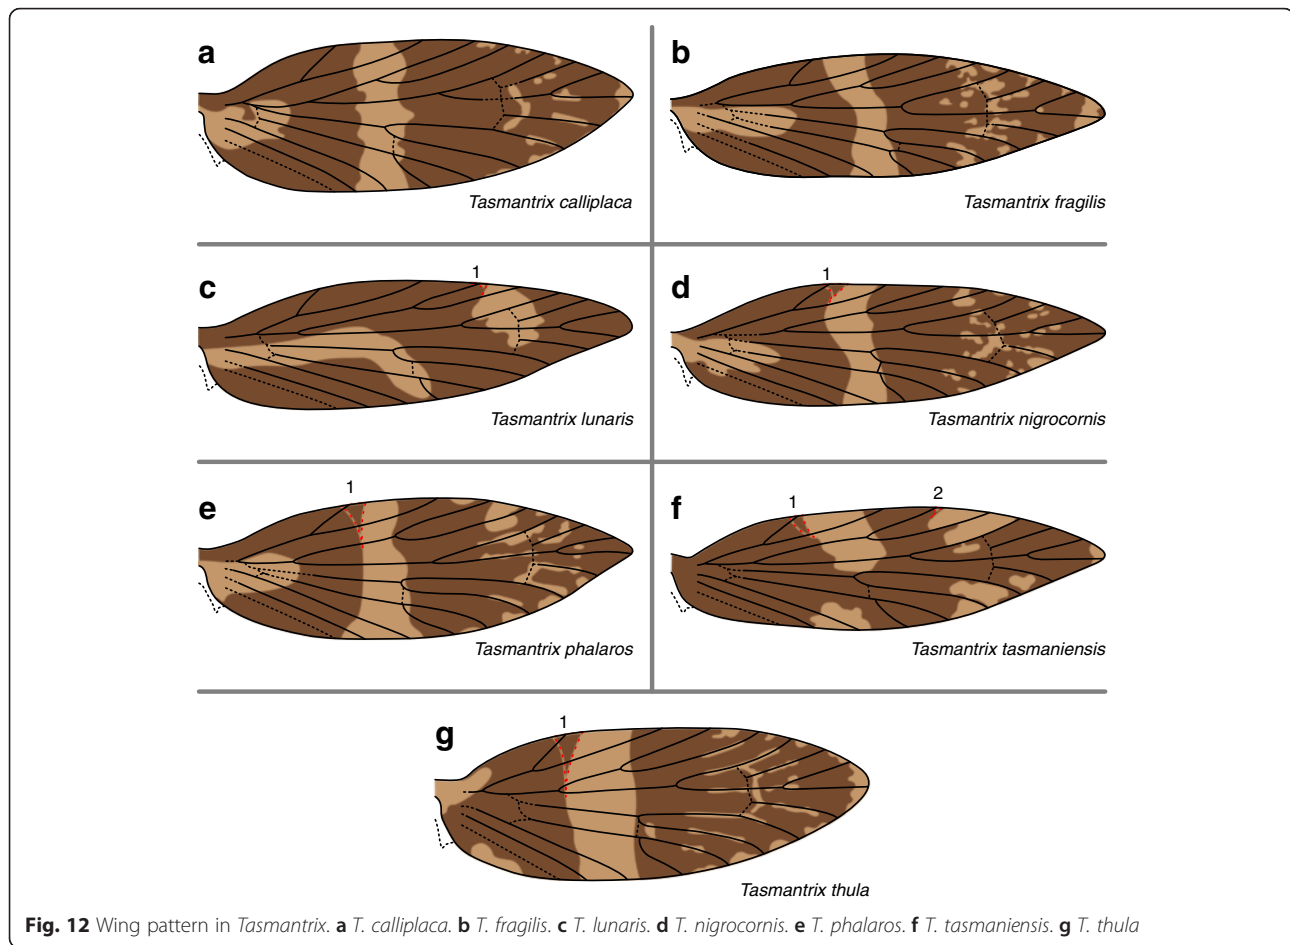 a
b
Tasmantrix calliplaca
Tasmantrix fragilis
c
1
d
1
Tasmantrix lunaris
Tasmantrix nigrocornis
e
1
f
1
2
Tasmantrix phalaros
Tasmantrix tasmaniensis
g
1
Tasmantrix thula
Fig. 12 Wing pattern in Tasmantrix. a T. calliplaca. b T. fragilis. c T. lunaris. d T. nigrocornis. e T. phalaros. f T. tasmaniensis. g T. thula